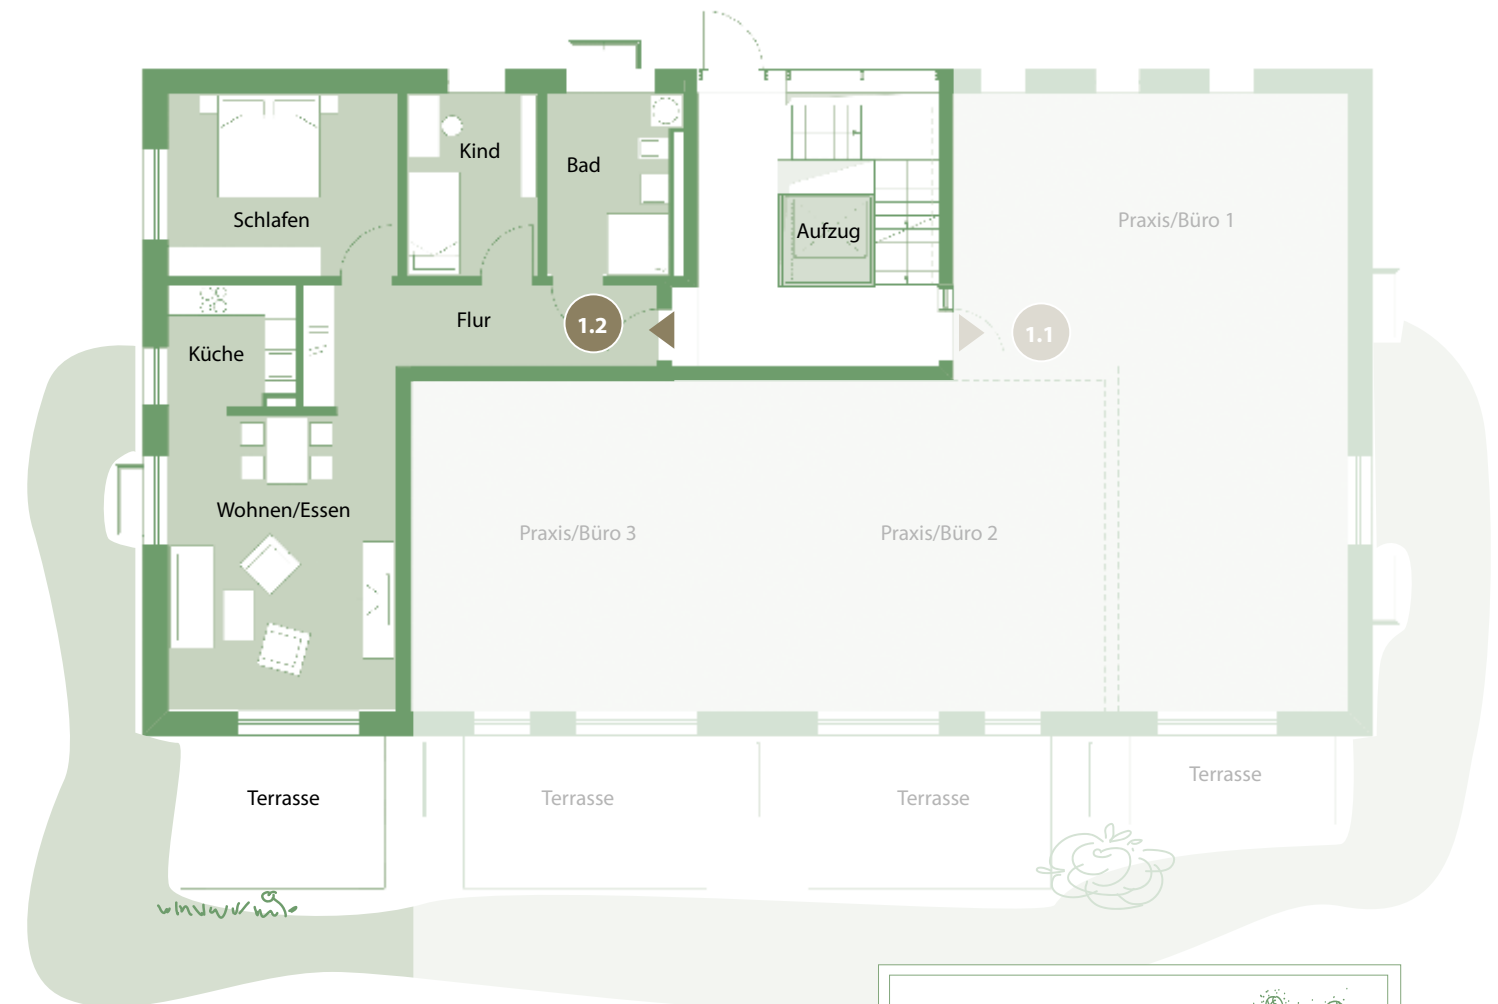 Kind
Bad
Schlafen
Praxis/Büro 1
Aufzug
Flur
1.2
1.1
Küche
Wohnen/Essen
Praxis/Büro 3
Praxis/Büro 2
Terrasse
Terrasse
Terrasse
Terrasse